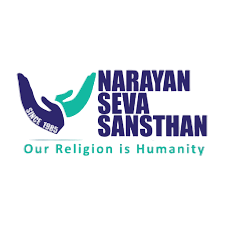 SINCE 1985
NARAYAN
SEVA
SANSTHAN
Our Religion is Humanity